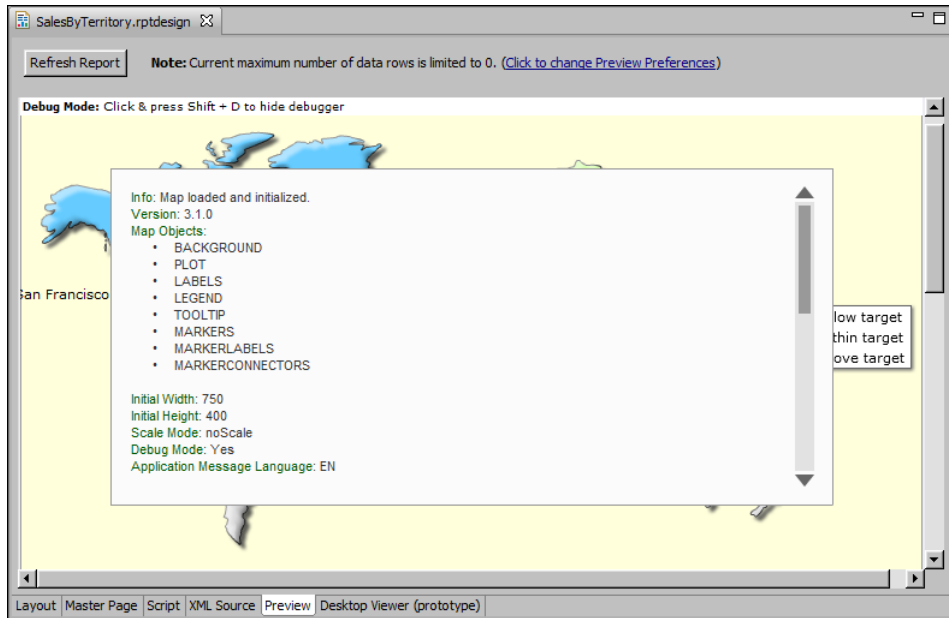 SalesByTerritory.rptdesign
Refresh Report Note: Current maximum number of data rows is limited to 0. (Click to change Preview Preferences)
Debug Mode: Click & press Shift + D to hide debugger
Info: Map loaded and initialized.
Version: 3.1.0
Map Objects:
• BACKGROUND
• PLOT
• LABELS
• LEGEND
• TOOLTIP
• MARKERS
• MARKERLABELS
• MARKERCONNECTORS
San Francisco
low target
thin target
ove target
Initial Width: 750
Initial Height: 400
Scale Mode: noScale
Debug Mode: Yes
Application Message Language: EN
Layout Master Page Script XML Source Preview Desktop Viewer (prototype)